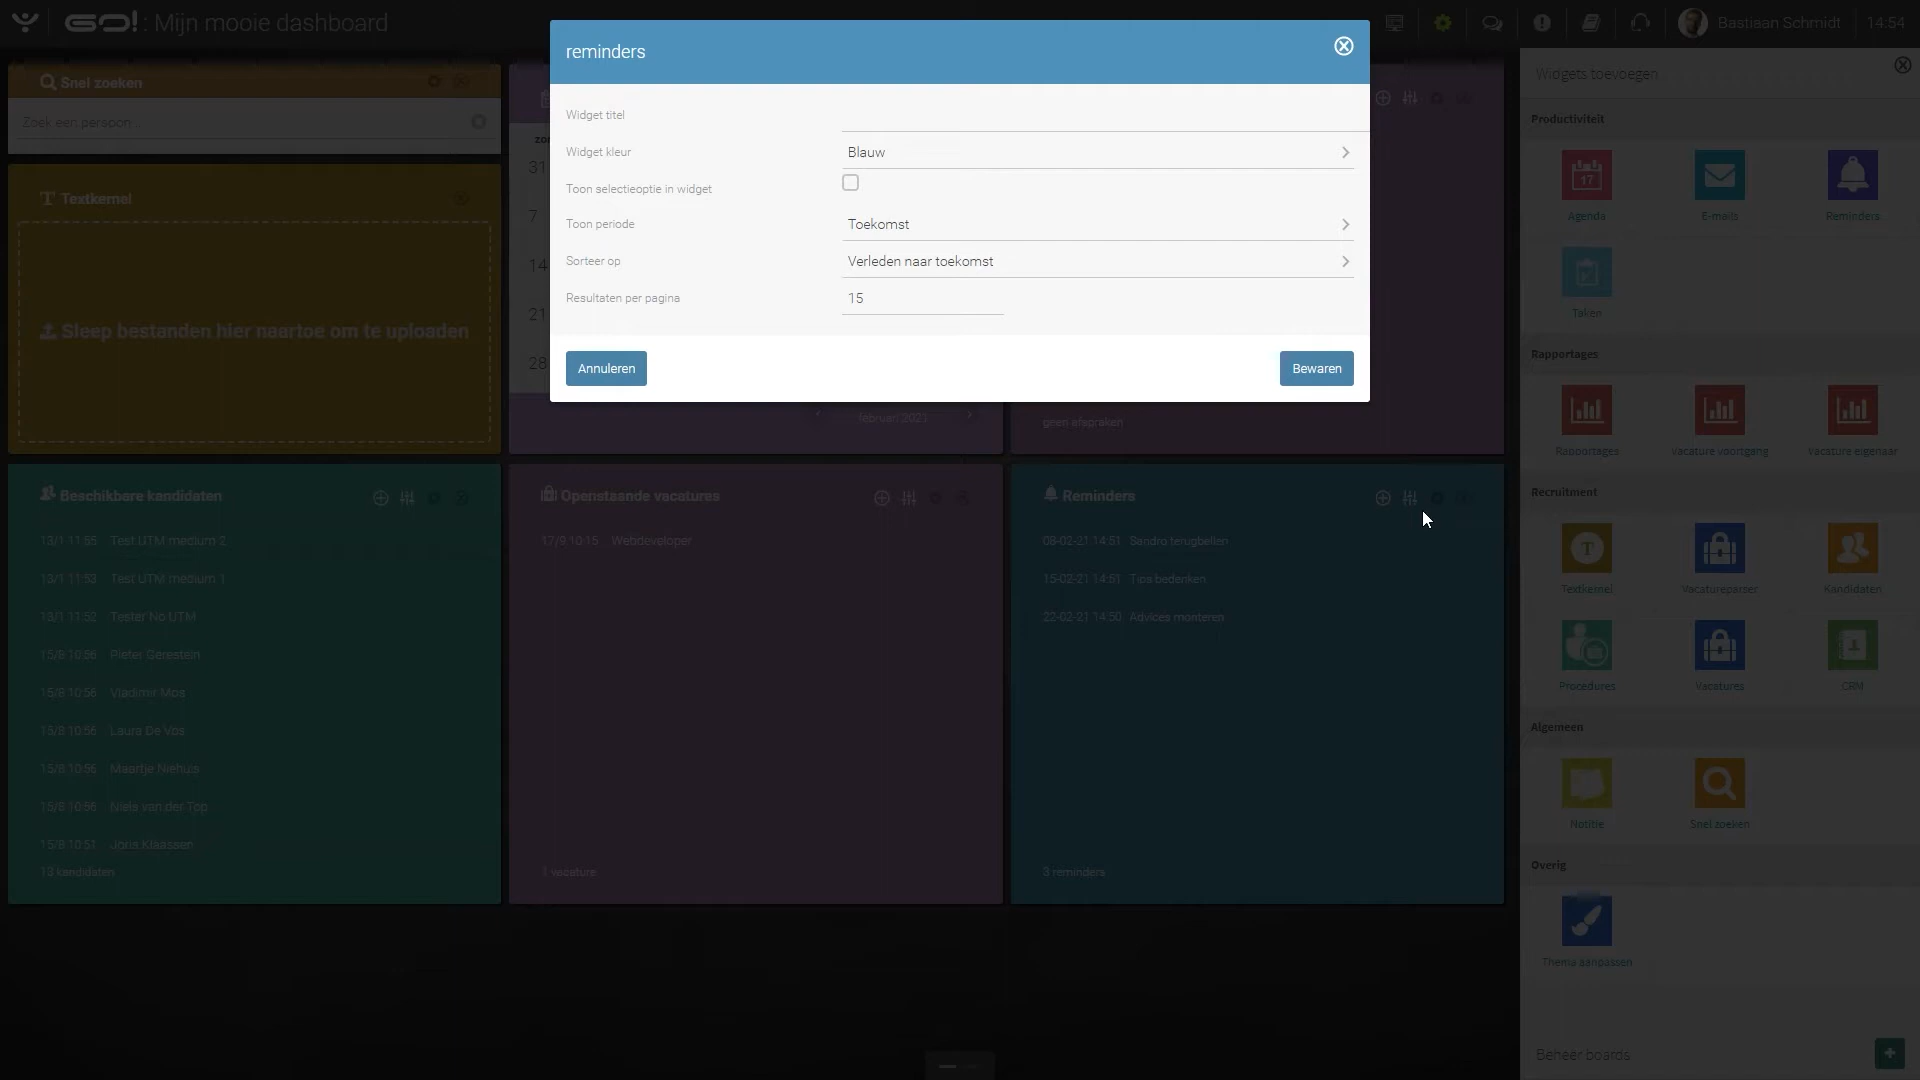 GO! : Mijn mooie dashboard
Bastiaan Schmidt
14:54
reminders
Widget titel
Widget kleur
Blauw
Toon selectieoptie in widget
Toon periode
Toekomst
Sorteer op
Verleden naar toekomst
Resultaten per pagina
15
Annuleren
Bewaren
Snel zoeken
Zoek een persoon...
Textkernel
Sleep bestanden hier naartoe om te uploaden
31
7
14
21
28
februari 2021
geen afspraken
Beschikbare kandidaten
13/1 11:55 Test UTM medium 2
13/1 11:53 Test UTM medium 1
13/1 11:52 Tester No UTM
15/8 10:56 Pieter Gerestein
15/8 10:56 Vladimir Mos
13/8 10:56 Laura De Vos
15/8 10:56 Maartje Niehuis
15/8 10:56 Niels van der Top
15/8 10:51 Joris Klaassen
13 kandidaten
Openstaande vacatures
17/9 10:15 Webdeveloper
1 vacature
Reminders
08-02-21 14:51 Sandro terugbellen
15-02-21 14:51 Tips bedenken
22-02-21 14:50 Advices monteren
3 reminders
Widgets toevoegen
Productiviteit
17
Agenda
E-mails
Reminders
Taken
Rapportages
Rapportages
Vacature voortgang
Vacature eigenaar
Recruitment
T
Textkernel
Vacatureparser
Kandidaten
Procedures
Vacatures
CRM
Algemeen
Notitie
Snel zoeken
Overig
Thema aanpassen
Beheer boards